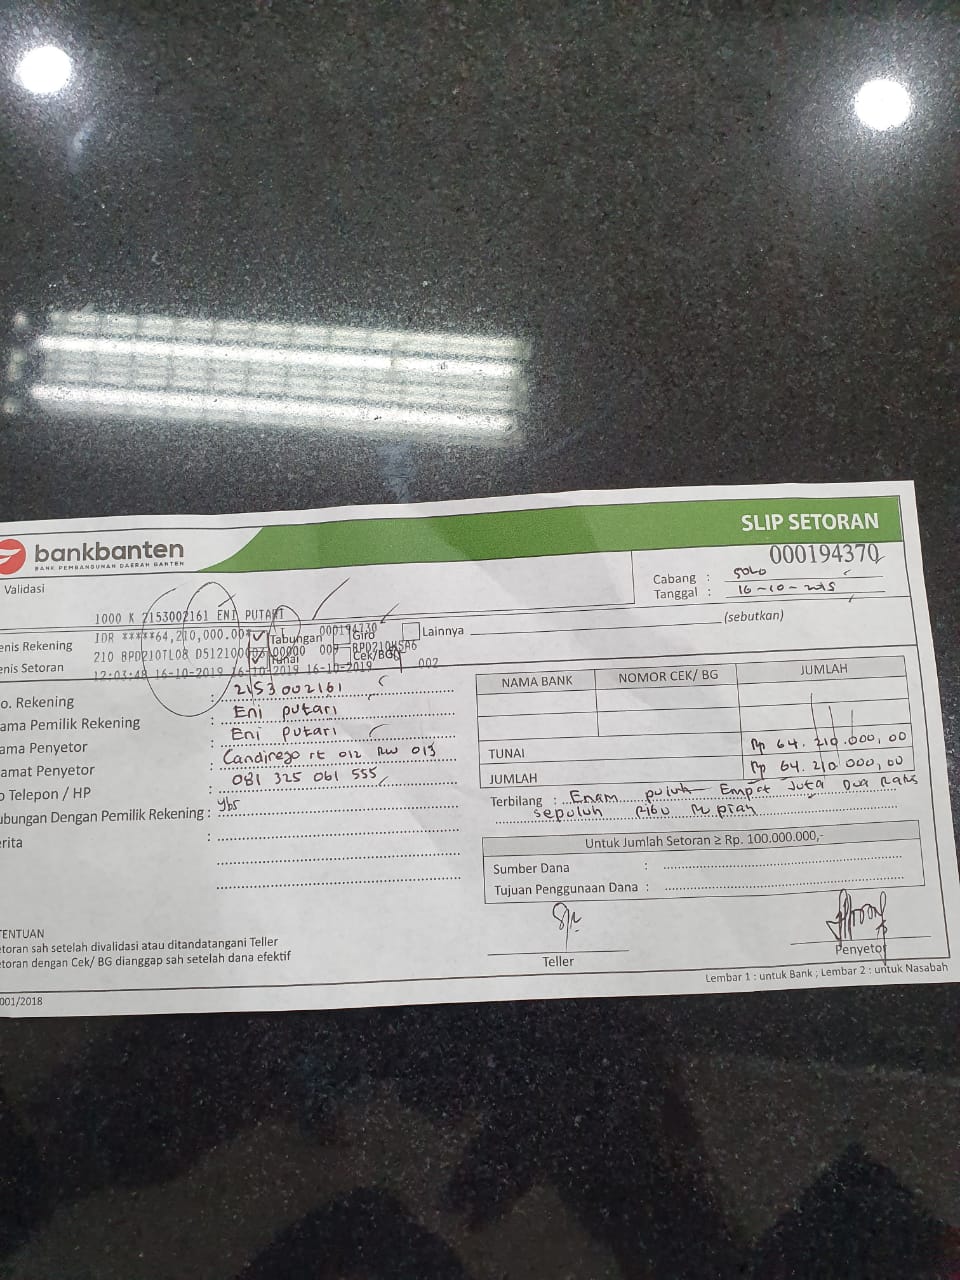 bankbanten
BANK PEMBANGUNAN DAERAH BANTEN
SLIP SETORAN
000194370
Validasi
Cabang : SOLO
Tanggal : 16-10-2015
1000 K 2153002161 ENI PUTARI
IDR *****64,210,000.00
000194730
enis Rekening
Tabungan
Giro
Lainnya
(sebutkan)
210 BPD210TL08
enis Setoran
Tunai
Cek/BG
002
12:03:48 16-10-2019 16-10-2019 16-10-2019
o. Rekening : 2153002161
ama Pemilik Rekening : Eni putari
ama Penyetor : Eni putari
amat Penyetor : Candirejo rt 012 RW 013
o Telepon / HP : 081 325 061 555
ubungan Dengan Pemilik Rekening : ybs
erita :
NAMA BANK NOMOR CEK/ BG JUMLAH
TUNAI Rp 64.210.000,00
JUMLAH Rp 64.210 000,00
Terbilang : Enam puluh Empat Juta Dua Ratus
sepuluh Ribu Rupiah
Untuk Jumlah Setoran ≥ Rp. 100.000.000,-
Sumber Dana :
Tujuan Penggunaan Dana :
TENTUAN
etoran sah setelah divalidasi atau ditandatangani Teller
etoran dengan Cek/ BG dianggap sah setelah dana efektif
Teller
Penyetor
001/2018
Lembar 1 : untuk Bank ; Lembar 2 : untuk Nasabah